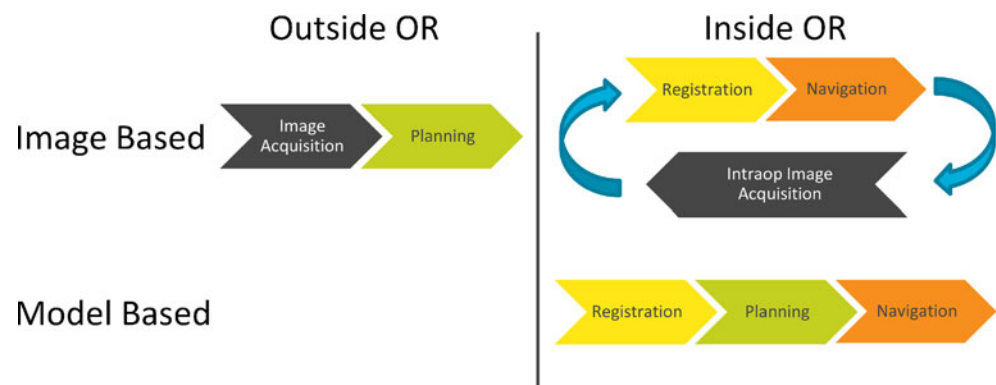 Outside OR
Inside OR
Image Based
Image
Acquisition
Planning
Registration
Navigation
Intraop Image
Acquisition
Model Based
Registration
Planning
Navigation